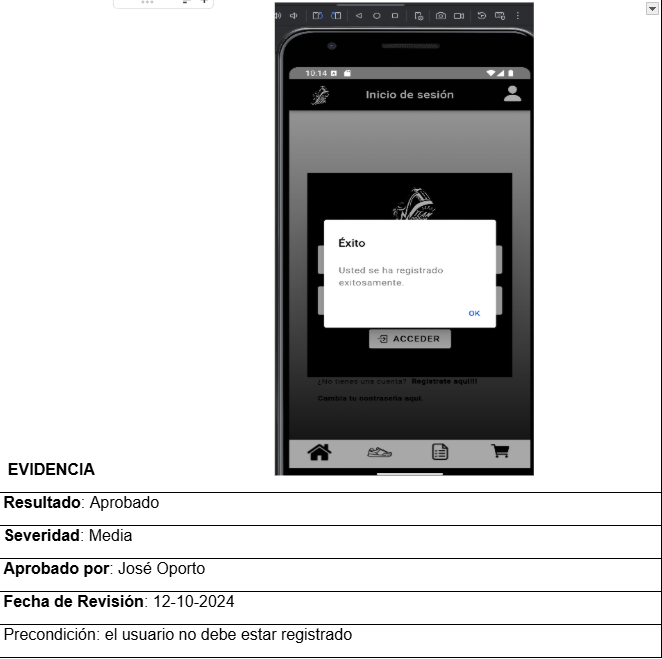 10:14
Inicio de sesión
Éxito
Usted se ha registrado
exitosamente.
OK
ACCEDER
¿No tienes una cuenta? Registrate aqui!!!
Cambia tu contraseña aqui.
EVIDENCIA
Resultado: Aprobado
Severidad: Media
Aprobado por: José Oporto
Fecha de Revisión: 12-10-2024
Precondición: el usuario no debe estar registrado